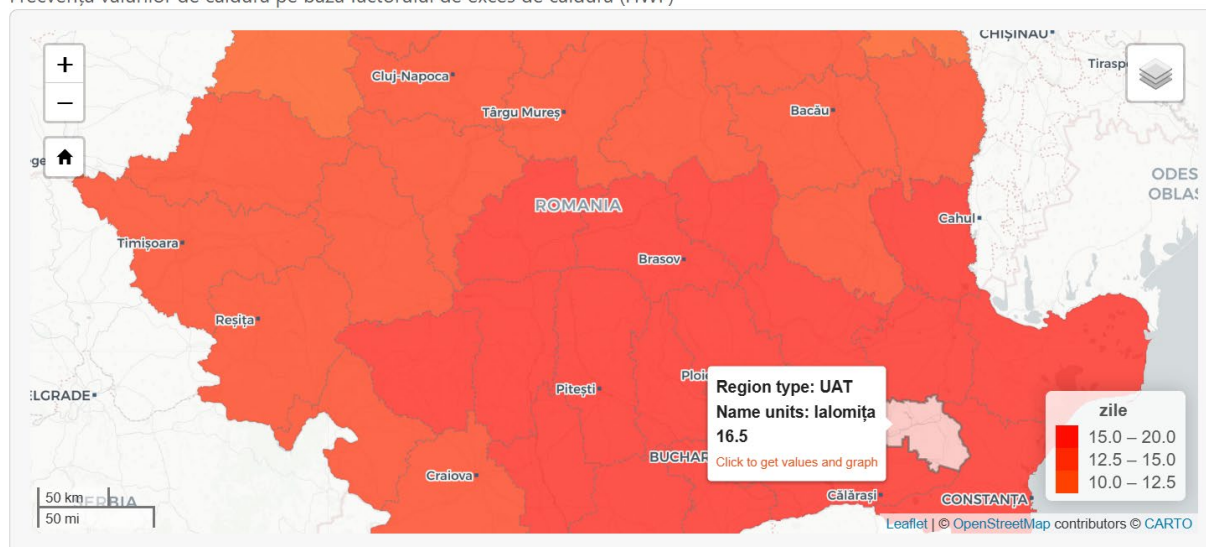 Frecvența valurilor de căldură pe baza factorului de exces de căldură (HWF)
+
−
CHIȘINĂU
Cluj-Napoca
Târgu Mureș
Bacău
ODES
OBLAS
ROMANIA
Cahul
Timișoara
Brasov
Reșița
ELGRADE
Pitești
Region type: UAT
Name units: Ialomița
16.5
Click to get values and graph
zile
15.0 – 20.0
12.5 – 15.0
10.0 – 12.5
Craiova
Călărași
CONSTANȚA
50 km
50 mi
Leaflet | © OpenStreetMap contributors © CARTO